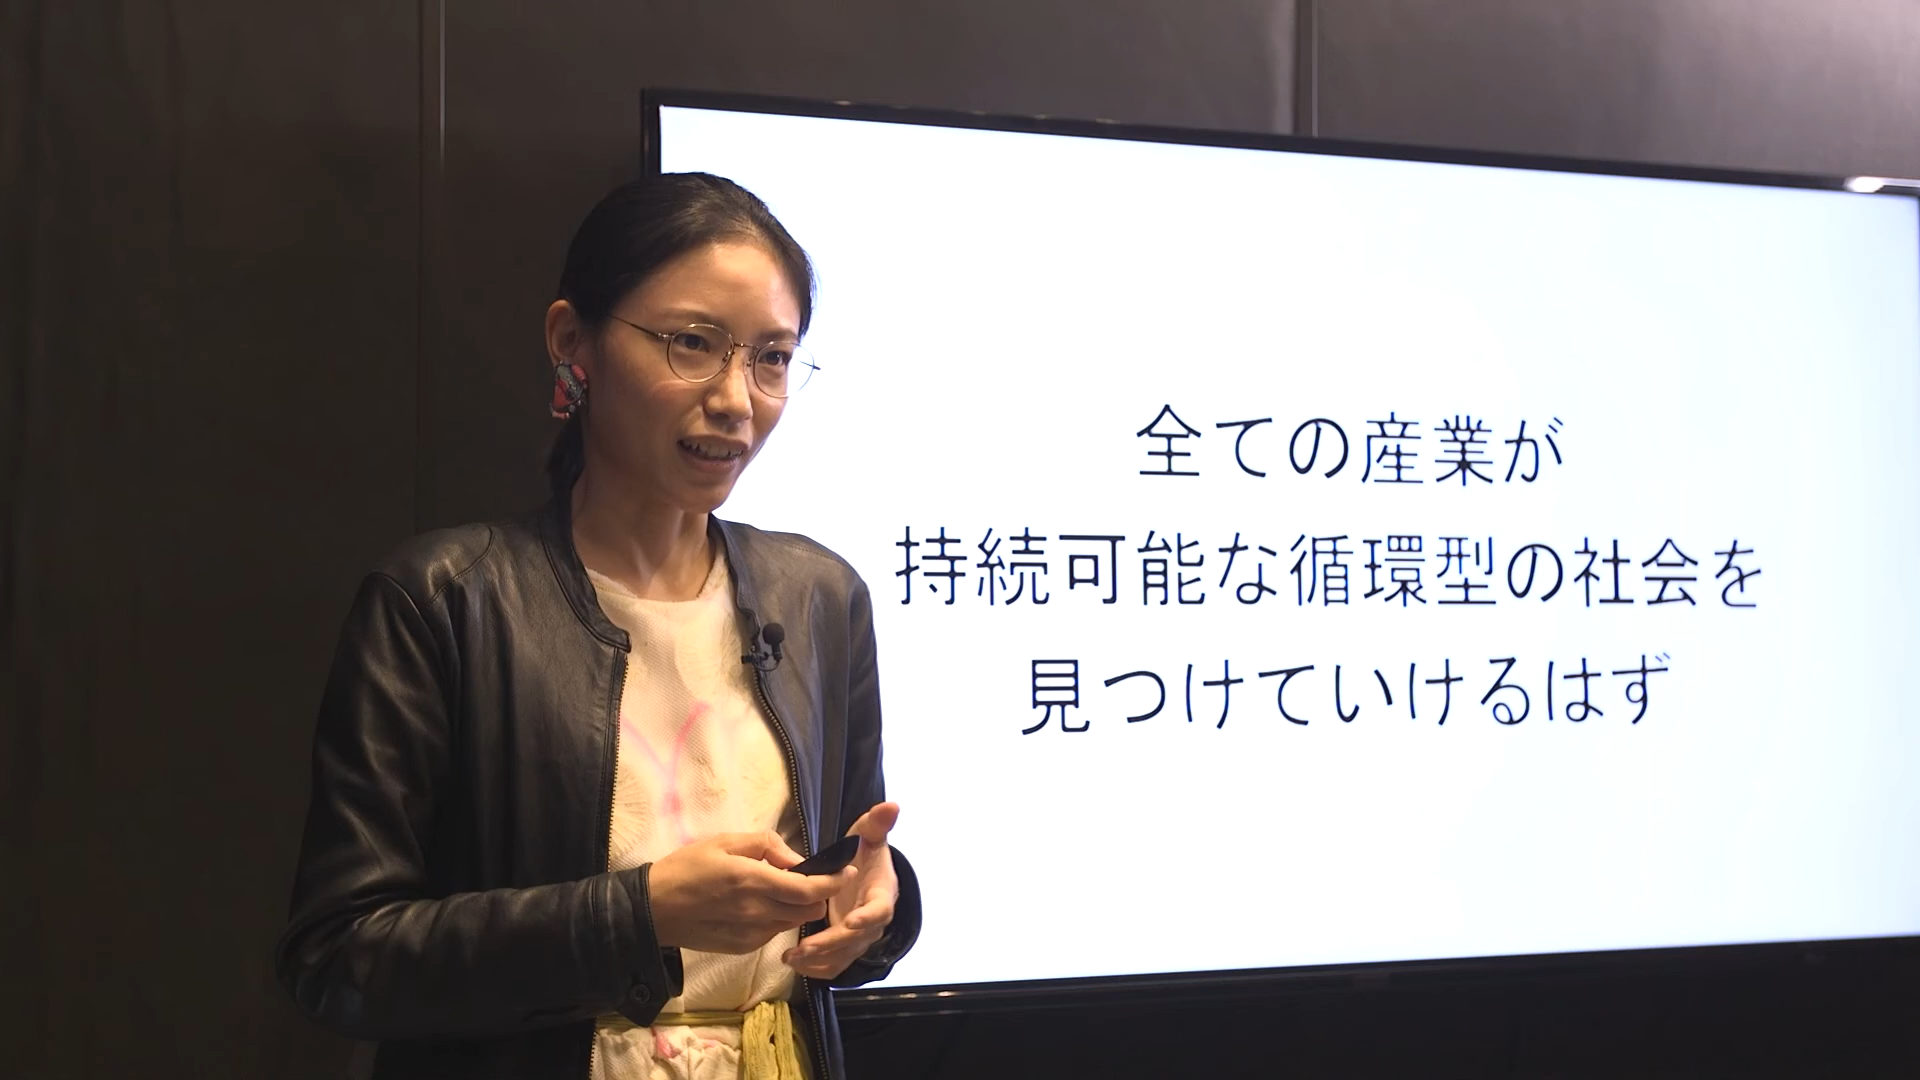 全ての産業が
持続可能な循環型の社会を
見つけていけるはず